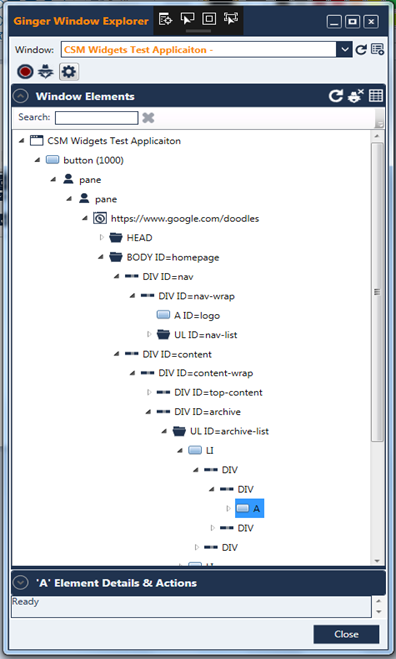 Ginger Window Explorer
Window: CSM Widgets Test Applicaiton -
Window Elements
Search:
CSM Widgets Test Applicaiton
button (1000)
pane
pane
https://www.google.com/doodles
HEAD
BODY ID=homepage
DIV ID=nav
DIV ID=nav-wrap
A ID=logo
UL ID=nav-list
DIV ID=content
DIV ID=content-wrap
DIV ID=top-content
DIV ID=archive
UL ID=archive-list
LI
DIV
DIV
A
DIV
DIV
LI
'A' Element Details & Actions
Ready
Close